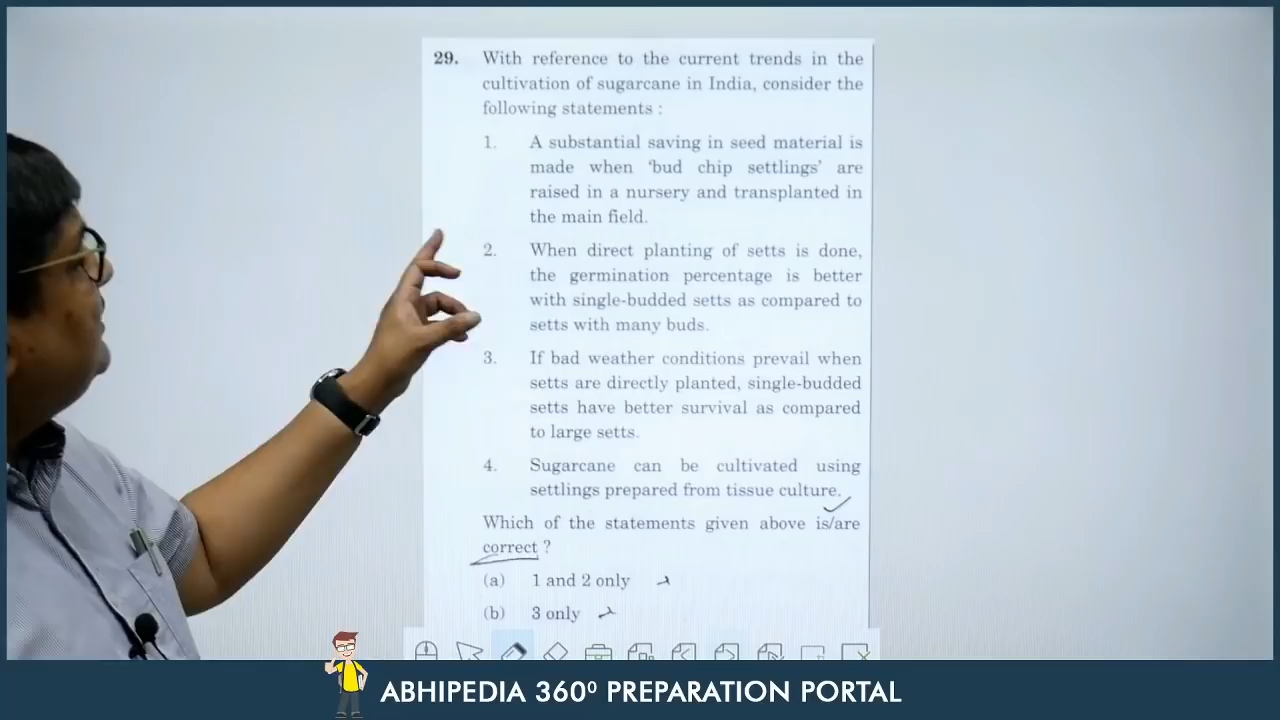 29. With reference to the current trends in the
cultivation of sugarcane in India, consider the
following statements :
1. A substantial saving in seed material is
made when ‘bud chip settlings’ are
raised in a nursery and transplanted in
the main field.
2. When direct planting of setts is done,
the germination percentage is better
with single-budded setts as compared to
setts with many buds.
3. If bad weather conditions prevail when
setts are directly planted, single-budded
setts have better survival as compared
to large setts.
4. Sugarcane can be cultivated using
settlings prepared from tissue culture.
Which of the statements given above is/are
correct ?
(a) 1 and 2 only
(b) 3 only
ABHIPEDIA 360⁰ PREPARATION PORTAL